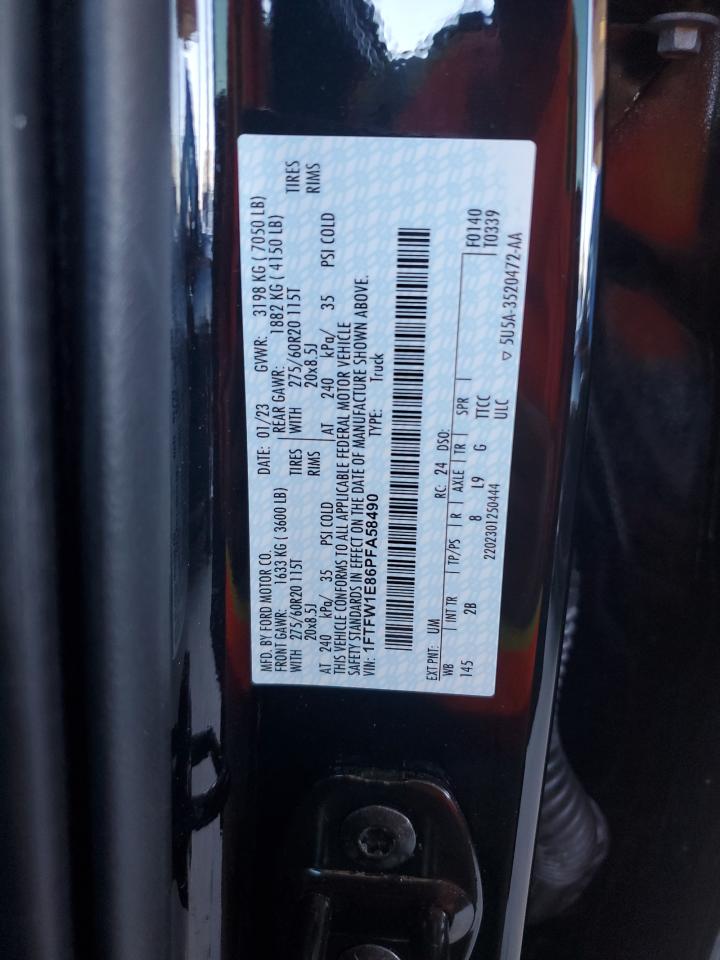 MFD. BY FORD MOTOR CO. DATE: 01/23 GVWR: 3198 KG ( 7050 LB)
FRONT GAWR: 1633 KG ( 3600 LB) REAR GAWR: 1882 KG ( 4150 LB)
WITH 275/60R20 115T TIRES WITH 275/60R20 115T TIRES
20x8.5J RIMS 20x8.5J RIMS
AT 240 kPa/ 35 PSI COLD AT 240 kPa/ 35 PSI COLD
THIS VEHICLE CONFORMS TO ALL APPLICABLE FEDERAL MOTOR VEHICLE
SAFETY STANDARDS IN EFFECT ON THE DATE OF MANUFACTURE SHOWN ABOVE.
VIN: 1FTFW1E86PFA58490 TYPE: Truck
EXT PNT: UM RC: 24 DSO: F0140
WB INT TR TP/PS R AXLE TR SPR T0339
145 2B 8 L9 G TTCC
2202301250444 ULC ▽ 5U5A-3520472-AA